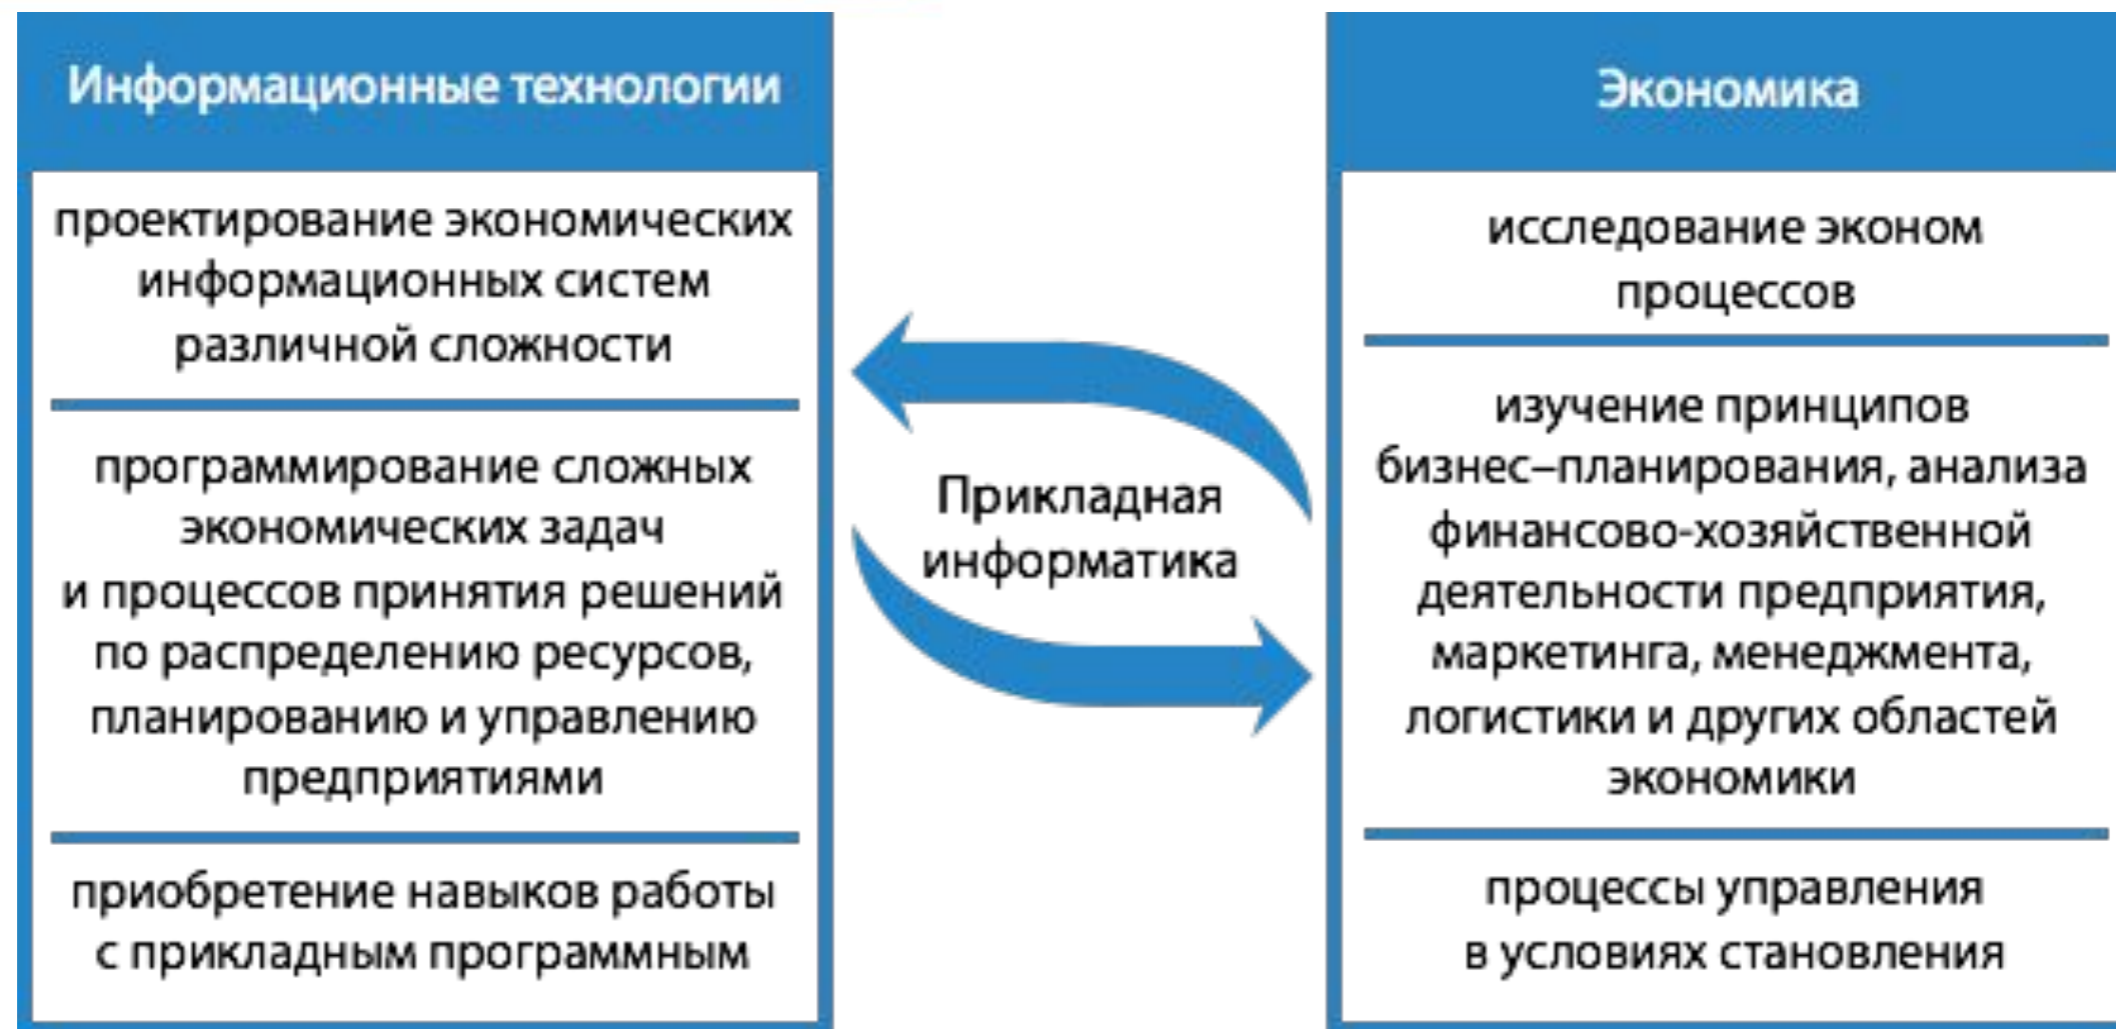 Информационные технологии
проектирование экономических
информационных систем
различной сложности
программирование сложных
экономических задач
и процессов принятия решений
по распределению ресурсов,
планированию и управлению
предприятиями
приобретение навыков работы
с прикладным программным
Прикладная
информатика
Экономика
исследование эконом
процессов
изучение принципов
бизнес–планирования, анализа
финансово-хозяйственной
деятельности предприятия,
маркетинга, менеджмента,
логистики и других областей
экономики
процессы управления
в условиях становления